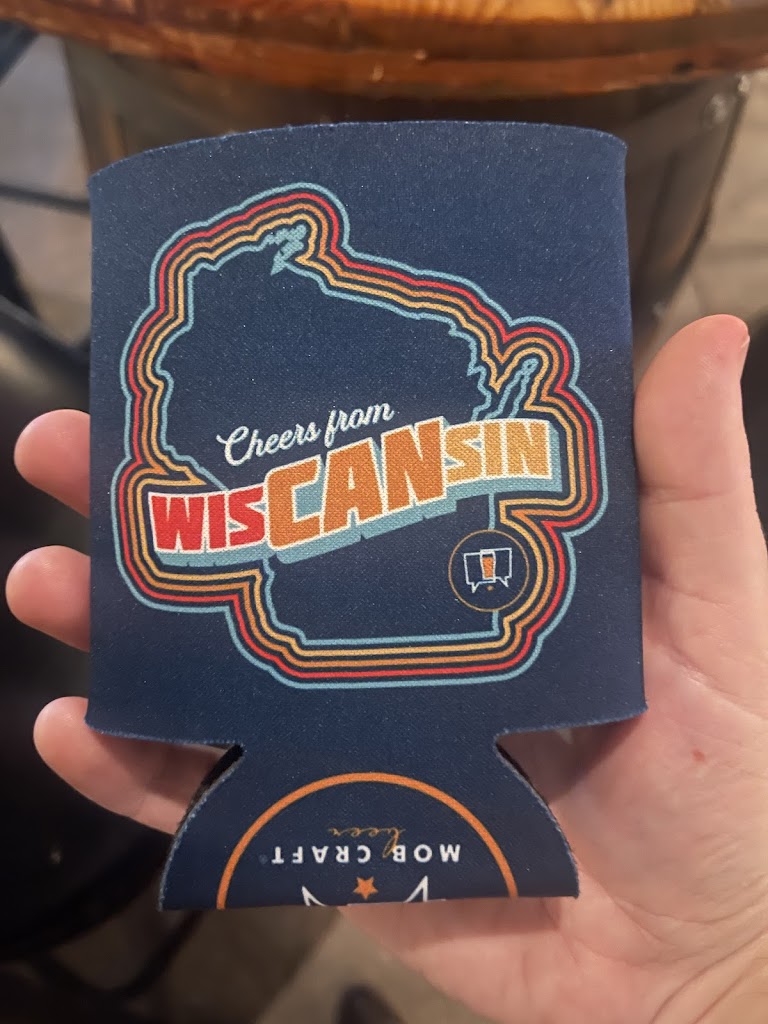 Cheers from
WISCANSIN
MOB CRAFT
beer